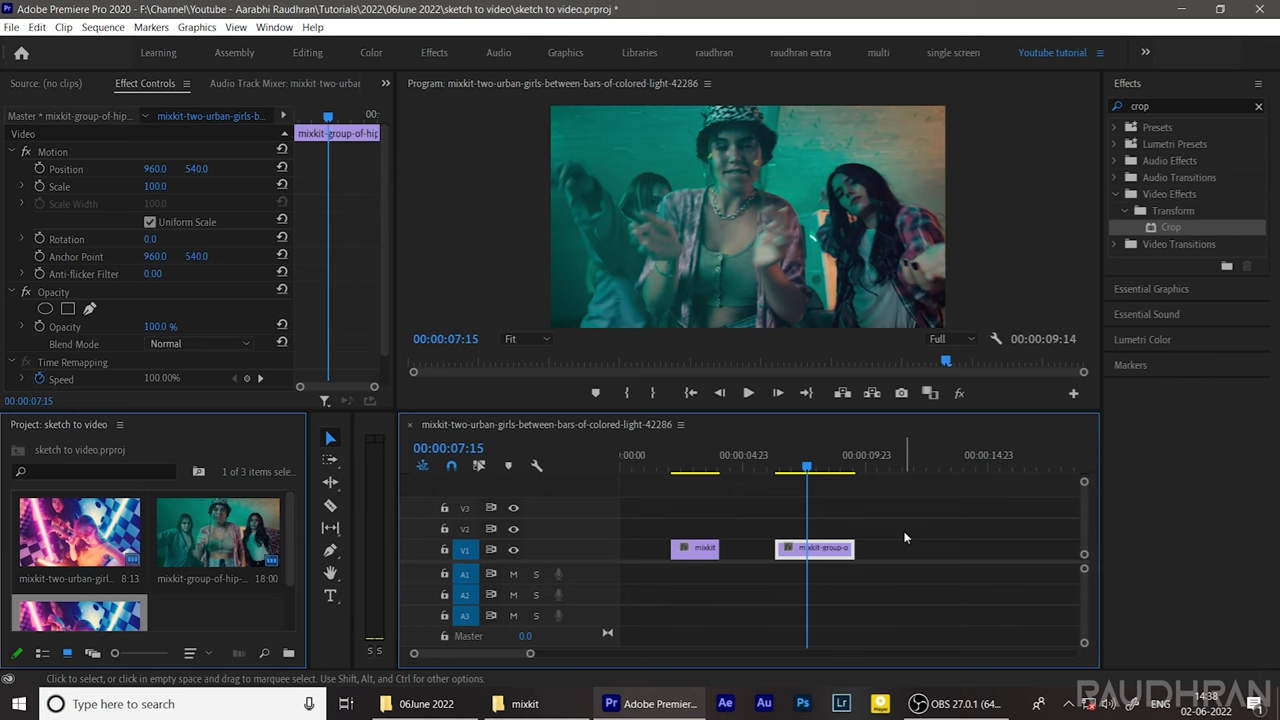 Adobe Premiere Pro 2020 - F:\Channel\Youtube - Aarabhi Raudhran\Tutorials\2022\06June 2022\sketch to video\sketch to video.prproj *
File Edit Clip Sequence Markers Graphics View Window Help
Learning Assembly Editing Color Effects Audio Graphics Libraries raudhran raudhran extra multi single screen Youtube tutorial
Source: (no clips) Effect Controls Audio Track Mixer: mixkit-two-urban
Master * mixkit-group-of-hip... mixkit-two-urban-girls-b... 00:
Video mixkit-group-of-hip
fx Motion
Position 960.0 540.0
Scale 100.0
Scale Width 100.0
Uniform Scale
Rotation 0.0
Anchor Point 960.0 540.0
Anti-flicker Filter 0.00
fx Opacity
Opacity 100.0 %
Blend Mode Normal
fx Time Remapping
Speed 100.00%
00:00:07:15
Program: mixkit-two-urban-girls-between-bars-of-colored-light-42286
00:00:07:15 Fit Full 00:00:09:14
fx
Effects
crop
Presets
Lumetri Presets
Audio Effects
Audio Transitions
Video Effects
Transform
Crop
Video Transitions
Essential Graphics
Essential Sound
Lumetri Color
Markers
Project: sketch to video
sketch to video.prproj
1 of 3 items sele...
mixkit-two-urban-girl... 8:13 mixkit-group-of-hip-... 18:00
mixkit-two-urban-girls-between-bars-of-colored-light-42286
00:00:07:15
:00:00 00:00:04:23 00:00:09:23 00:00:14:23
V3
V2
V1 mixkit mixkit-group-o
A1 M S
A2 M S
A3 M S
Master 0.0
S S
Click to select, or click in empty space and drag to marquee select. Use Shift, Alt, and Ctrl for other options.
RAUDHRAN
Type here to search 06June 2022 mixkit Pr Adobe Premiere... Ae Au Ps Lr Player OBS 27.0.1 (64... ENG 14:38
02-06-2022